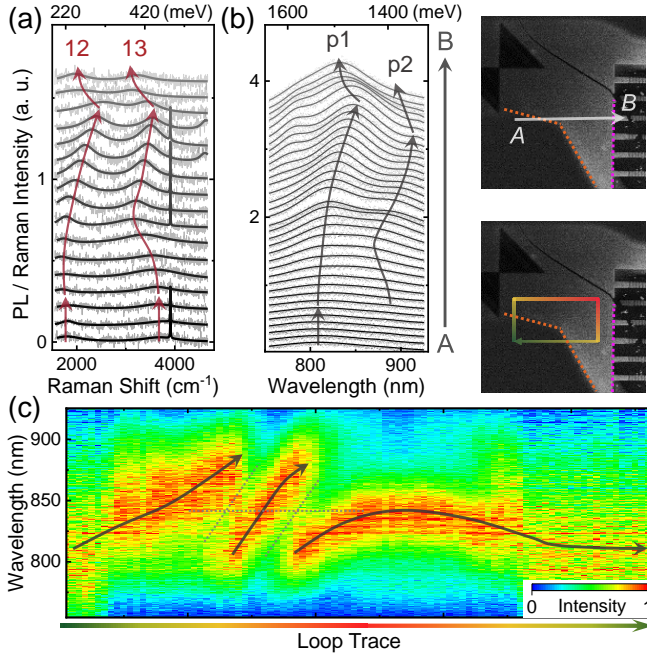 (a)
220 420 (meV)
12 13
PL / Raman Intensity (a. u.)
1
0
2000 4000
Raman Shift (cm⁻¹)
(b)
1600 1400 (meV)
p1
p2
4
2
800 900
Wavelength (nm)
B
A
A
B
(c)
Wavelength (nm)
900
850
800
0 Intensity 1
Loop Trace